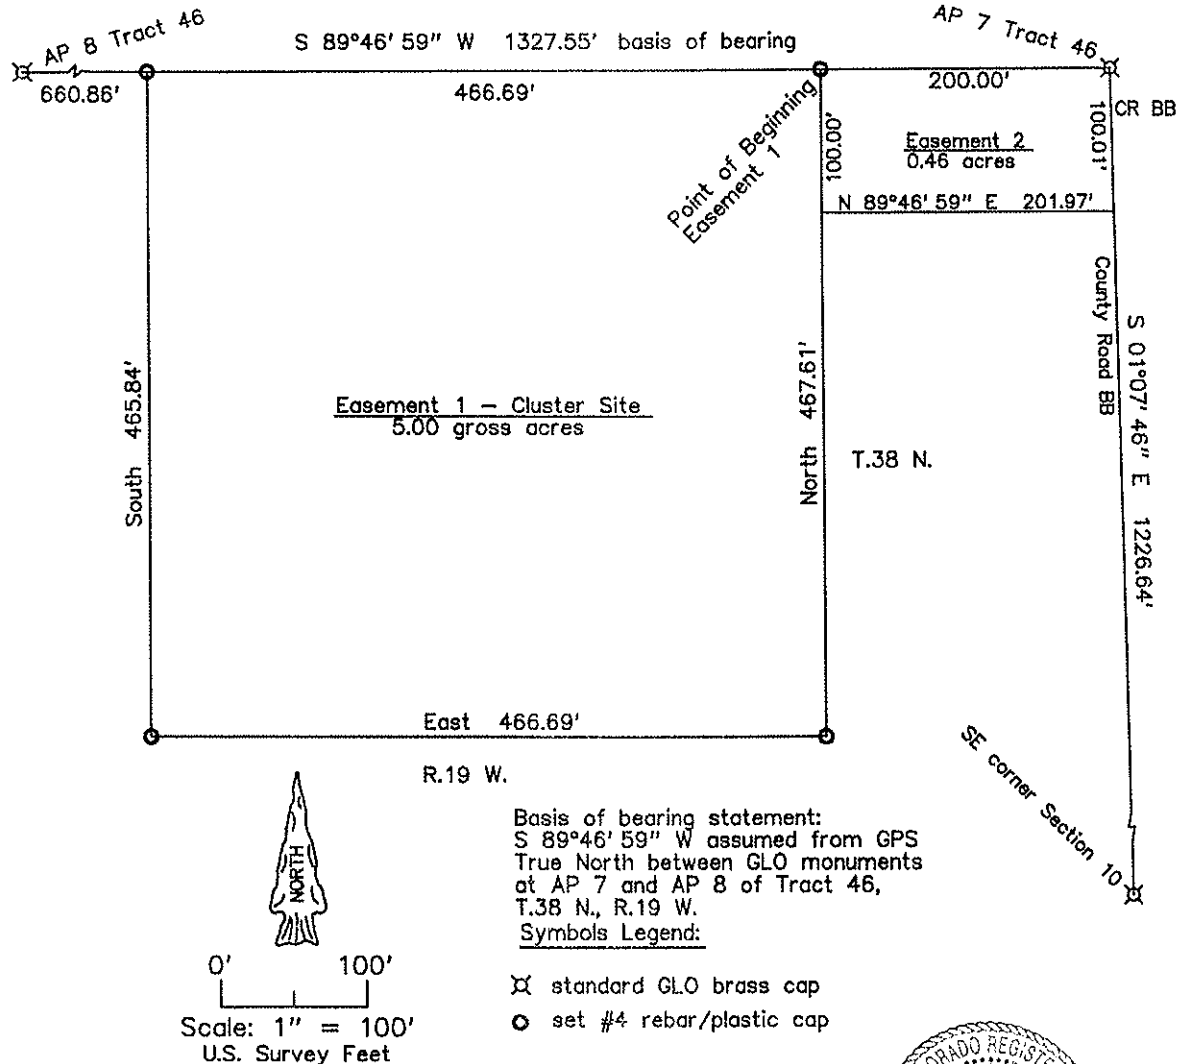 AP 8 Tract 46
S 89°46'59" W 1327.55' basis of bearing
AP 7 Tract 46
660.86'
466.69'
200.00'
CR BB
Point of Beginning
Easement 1
100.00'
Easement 2
0.46 acres
100.01'
N 89°46'59" E 201.97'
County Road BB
S 01°07'46" E 1226.64'
South 465.84'
Easement 1 – Cluster Site
5.00 gross acres
North 467.61'
T.38 N.
East 466.69'
R.19 W.
SE corner Section 10
NORTH
0' 100'
Scale: 1" = 100'
U.S. Survey Feet
Basis of bearing statement:
S 89°46'59" W assumed from GPS
True North between GLO monuments
at AP 7 and AP 8 of Tract 46,
T.38 N., R.19 W.
Symbols Legend:
standard GLO brass cap
set #4 rebar/plastic cap